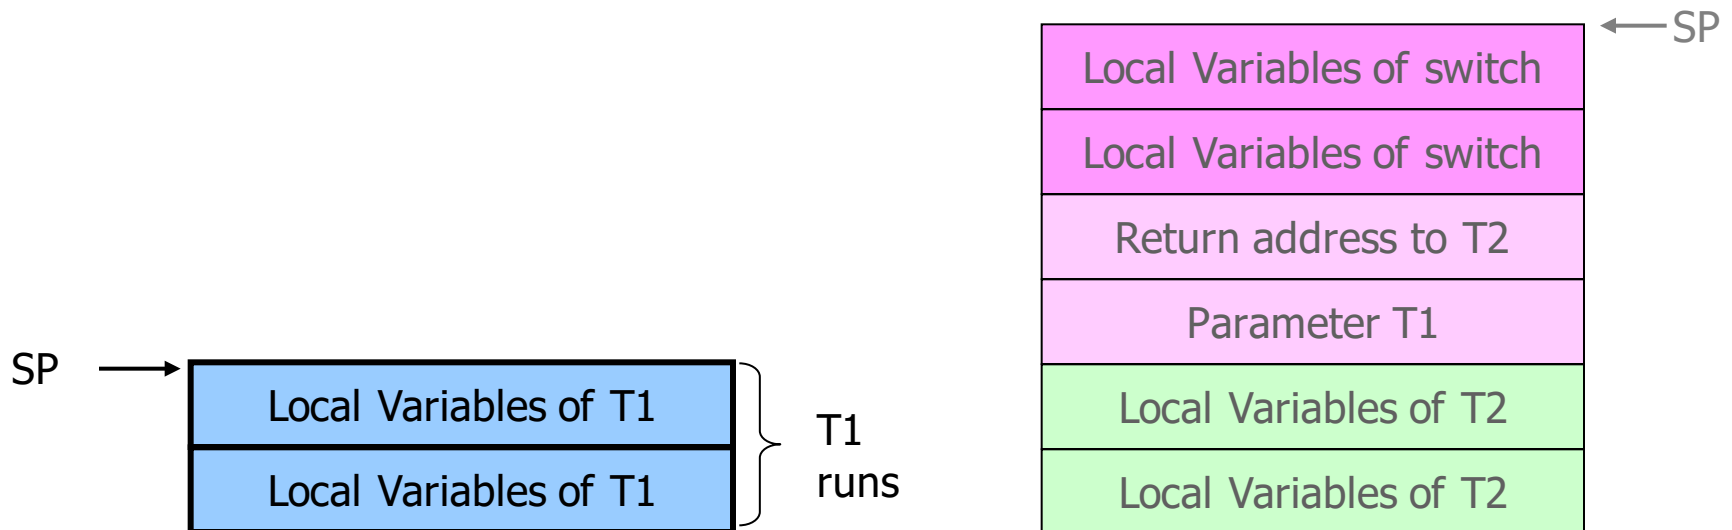 SP
Local Variables of T1
Local Variables of T1
T1
runs
SP
Local Variables of switch
Local Variables of switch
Return address to T2
Parameter T1
Local Variables of T2
Local Variables of T2